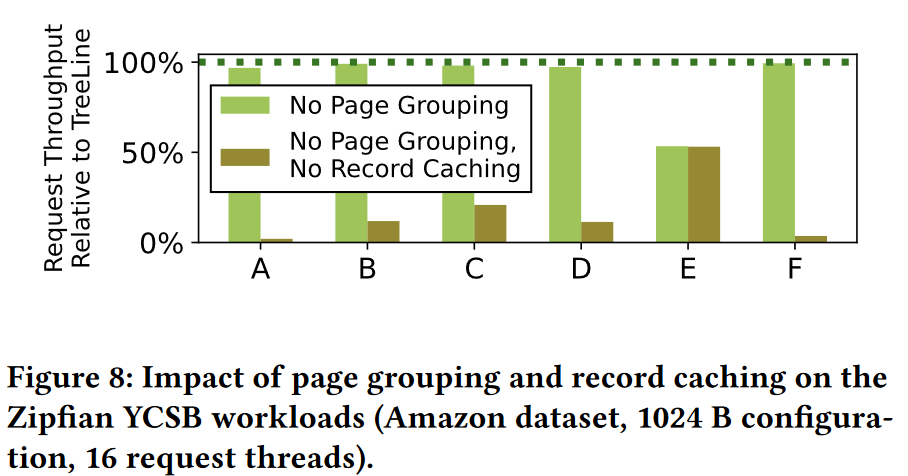 Request Throughput
Relative to TreeLine
100%
50%
0%
No Page Grouping
No Page Grouping,
No Record Caching
A B C D E F
Figure 8: Impact of page grouping and record caching on the
Zipfian YCSB workloads (Amazon dataset, 1024 B configura-
tion, 16 request threads).